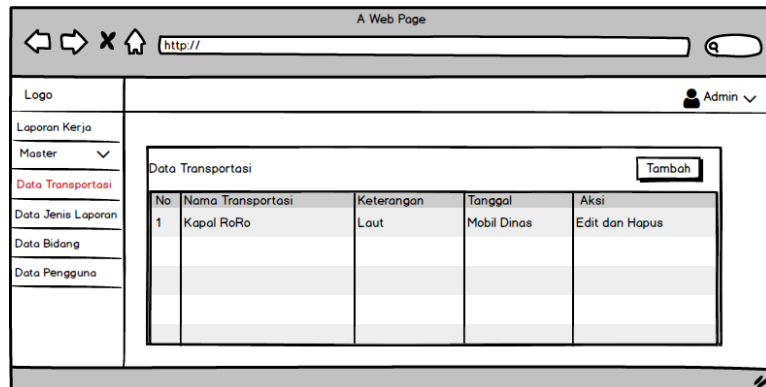 A Web Page
http://
Logo
Admin
Laporan Kerja
Master
Data Transportasi
Data Jenis Laporan
Data Bidang
Data Pengguna
Data Transportasi
Tambah
No Nama Transportasi Keterangan Tanggal Aksi
1 Kapal RoRo Laut Mobil Dinas Edit dan Hapus